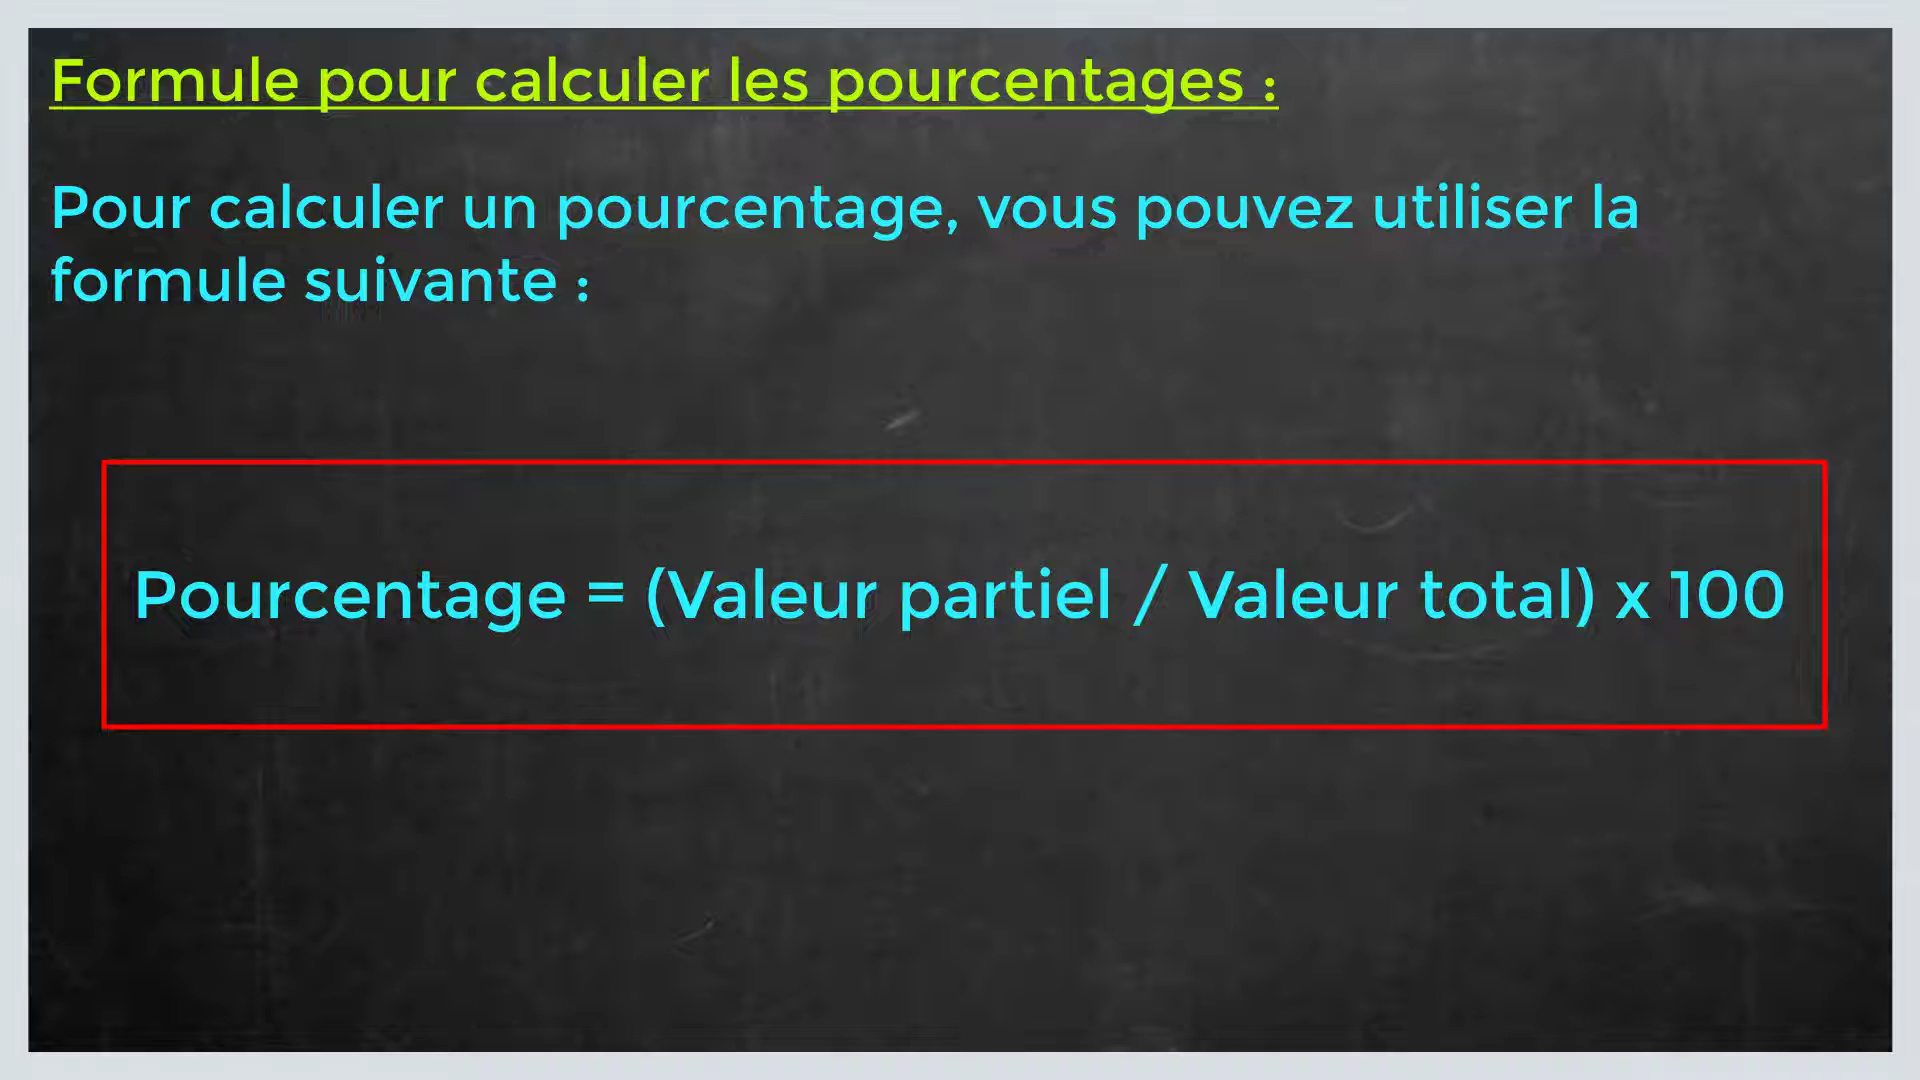 Formule pour calculer les pourcentages :
Pour calculer un pourcentage, vous pouvez utiliser la
formule suivante :
Pourcentage = (Valeur partiel / Valeur total) x 100